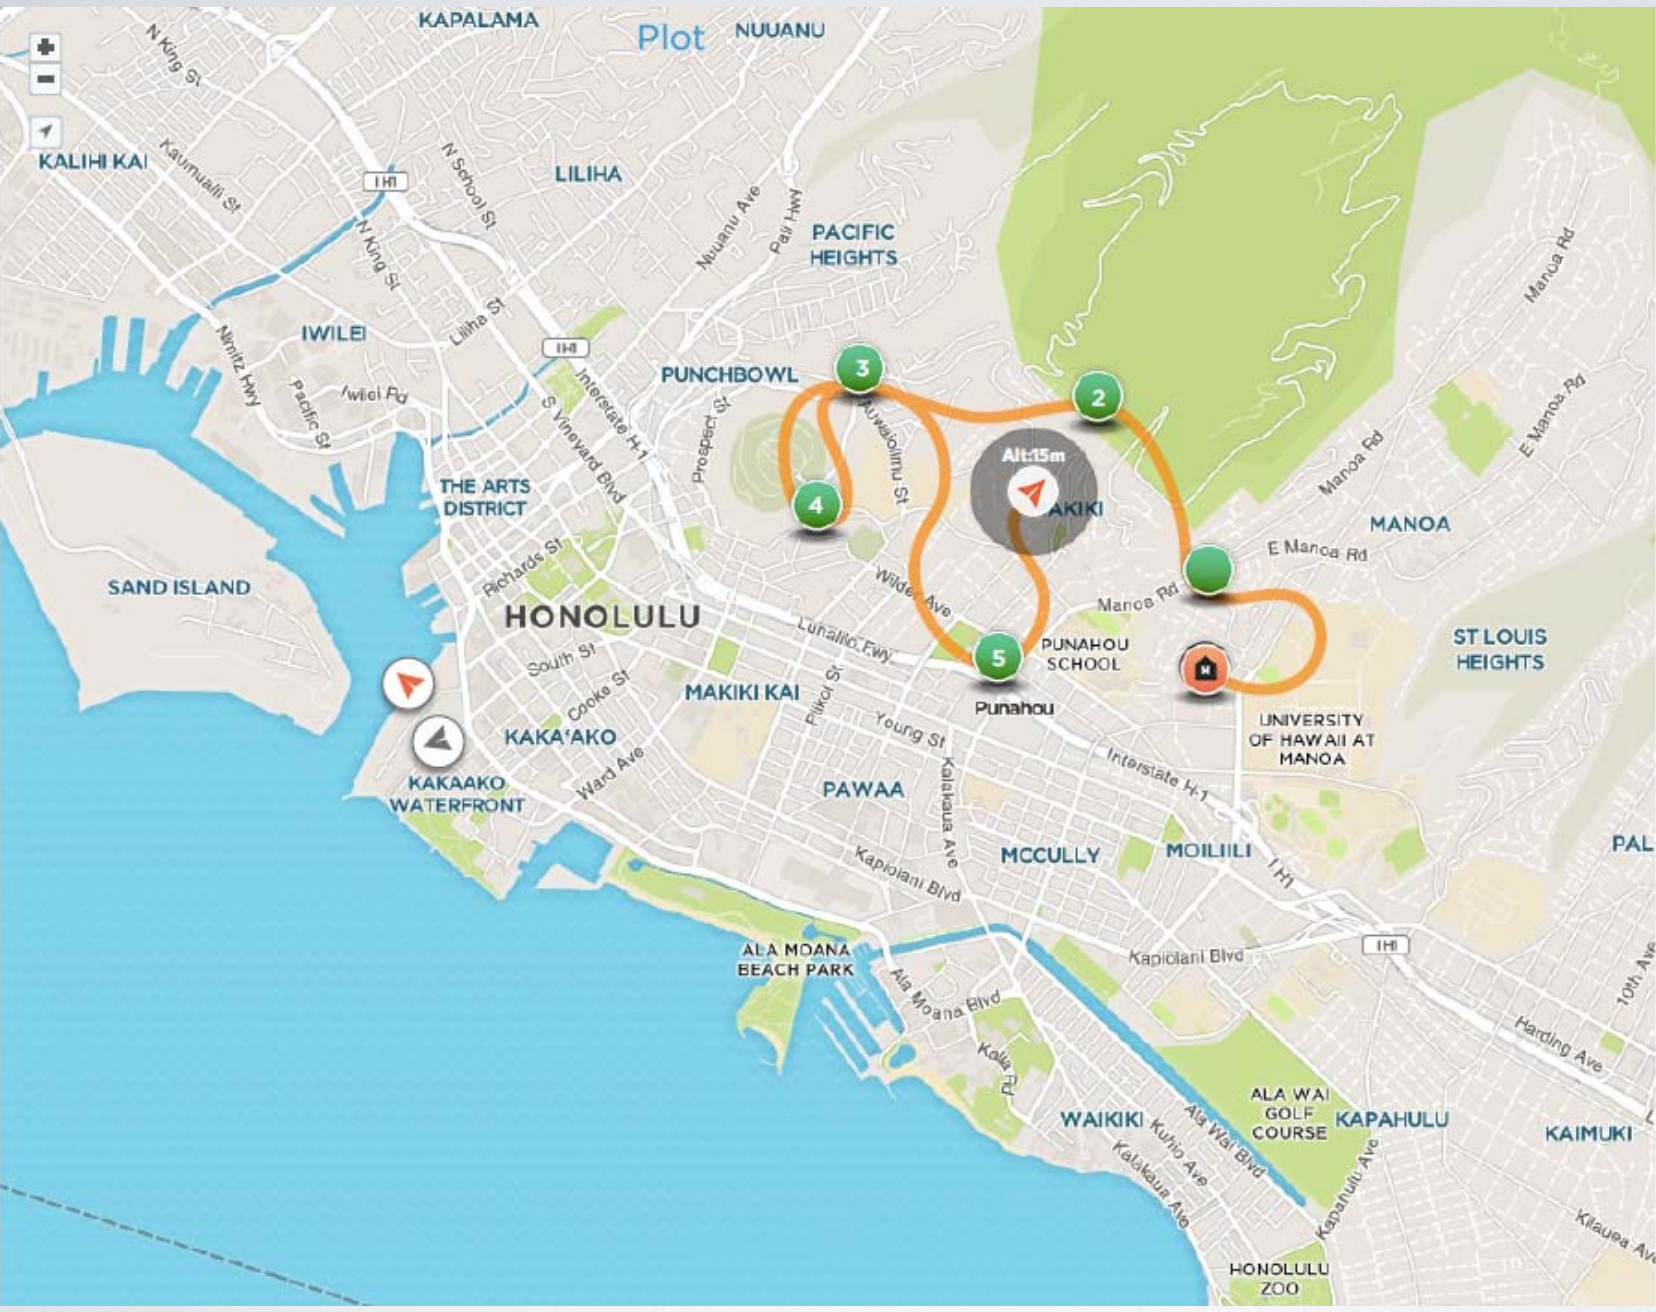 KAPALAMA
Plot
NUUANU
N King St
KALIHI KAI
Kaumualii St
N School St
LILIHA
I H1
N King St
Nuuanu Ave
Pali Hwy
PACIFIC
HEIGHTS
Manoa Rd
IWILEI
Liliha St
I H1
Nimitz Hwy
Pacific St
Iwilei Rd
Interstate H-1
S Vineyard Blvd
PUNCHBOWL
Prospect St
3
2
Auwaiolimu St
E Manoa Rd
Manoa Rd
Alt:15m
4
AKIKI
MANOA
THE ARTS
DISTRICT
E Manoa Rd
Richards St
SAND ISLAND
HONOLULU
Wilder Ave
Manoa Rd
Lunalilo Fwy
5
PUNAHOU
SCHOOL
ST LOUIS
HEIGHTS
South St
Cooke St
MAKIKI KAI
Piikoi St
Punahou
Young St
UNIVERSITY
OF HAWAII AT
MANOA
KAKA'AKO
Ward Ave
KAKAAKO
WATERFRONT
PAWAA
Kalakaua Ave
Interstate H-1
Kapiolani Blvd
MCCULLY
MOILIILI
I H1
PAL
ALA MOANA
BEACH PARK
Kapiolani Blvd
I H1
10th Ave
Ala Moana Blvd
Kalia Rd
Harding Ave
ALA WAI
GOLF
COURSE
WAIKIKI
Kuhio Ave
Ala Wai Blvd
KAPAHULU
KAIMUKI
Kalakaua Ave
Kapahulu Ave
Kilauea Ave
HONOLULU
ZOO